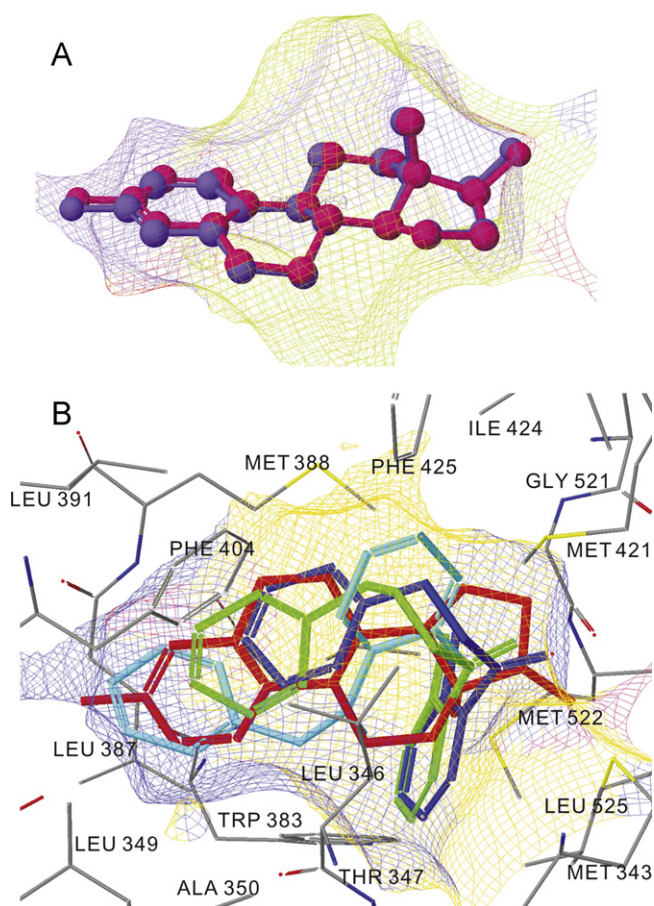 A
B
ILE 424
MET 388
PHE 425
LEU 391
GLY 521
PHE 404
MET 421
MET 522
LEU 387
LEU 346
LEU 525
TRP 383
LEU 349
THR 347
MET 343
ALA 350